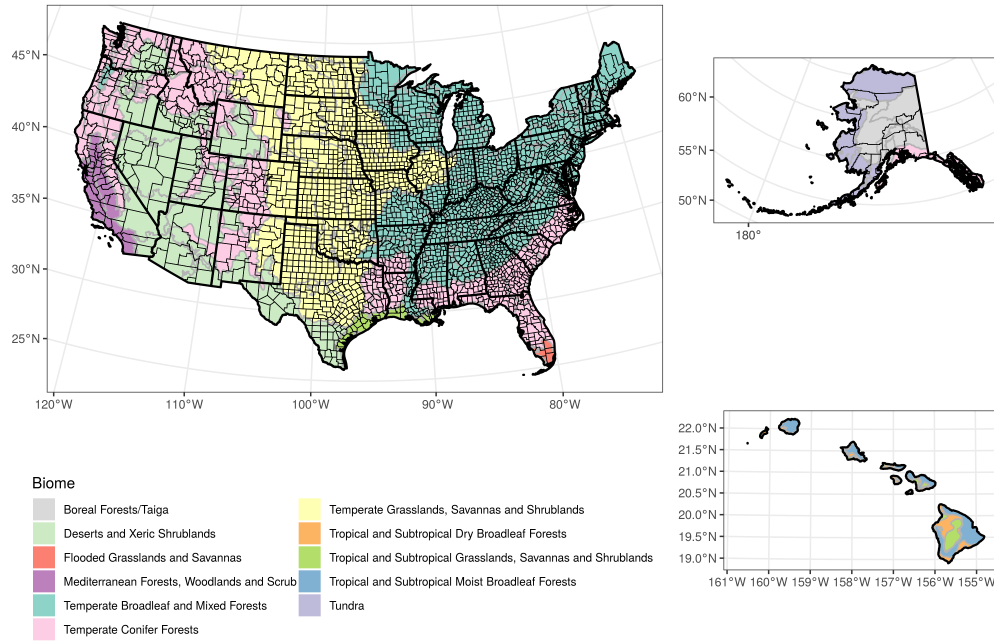 45°N
40°N
35°N
30°N
25°N
120°W 110°W 100°W 90°W 80°W
60°N
55°N
50°N
180°
22.0°N
21.5°N
21.0°N
20.5°N
20.0°N
19.5°N
19.0°N
161°W 160°W 159°W 158°W 157°W 156°W 155°W
Biome
Boreal Forests/Taiga
Deserts and Xeric Shrublands
Flooded Grasslands and Savannas
Mediterranean Forests, Woodlands and Scrub
Temperate Broadleaf and Mixed Forests
Temperate Conifer Forests
Temperate Grasslands, Savannas and Shrublands
Tropical and Subtropical Dry Broadleaf Forests
Tropical and Subtropical Grasslands, Savannas and Shrublands
Tropical and Subtropical Moist Broadleaf Forests
Tundra